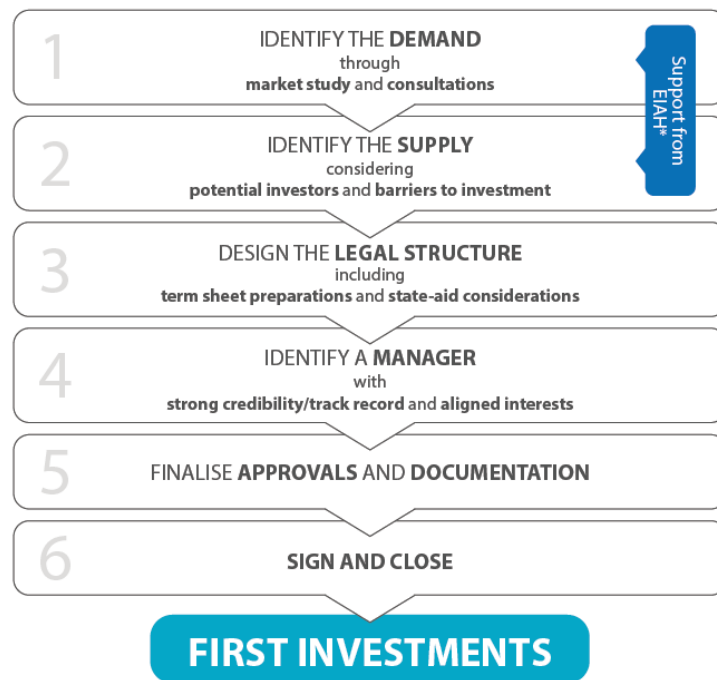 1
IDENTIFY THE DEMAND
through
market study and consultations
Support from
EIAH*
2
IDENTIFY THE SUPPLY
considering
potential investors and barriers to investment
3
DESIGN THE LEGAL STRUCTURE
including
term sheet preparations and state-aid considerations
4
IDENTIFY A MANAGER
with
strong credibility/track record and aligned interests
5
FINALISE APPROVALS AND DOCUMENTATION
6
SIGN AND CLOSE
FIRST INVESTMENTS